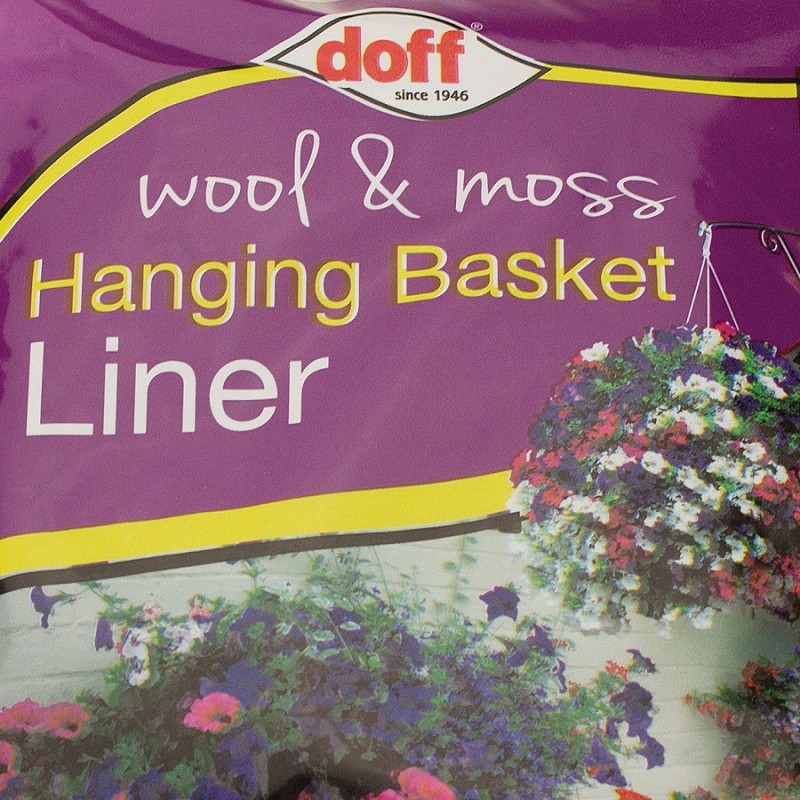 doff®
since 1946
wool & moss
Hanging Basket
Liner